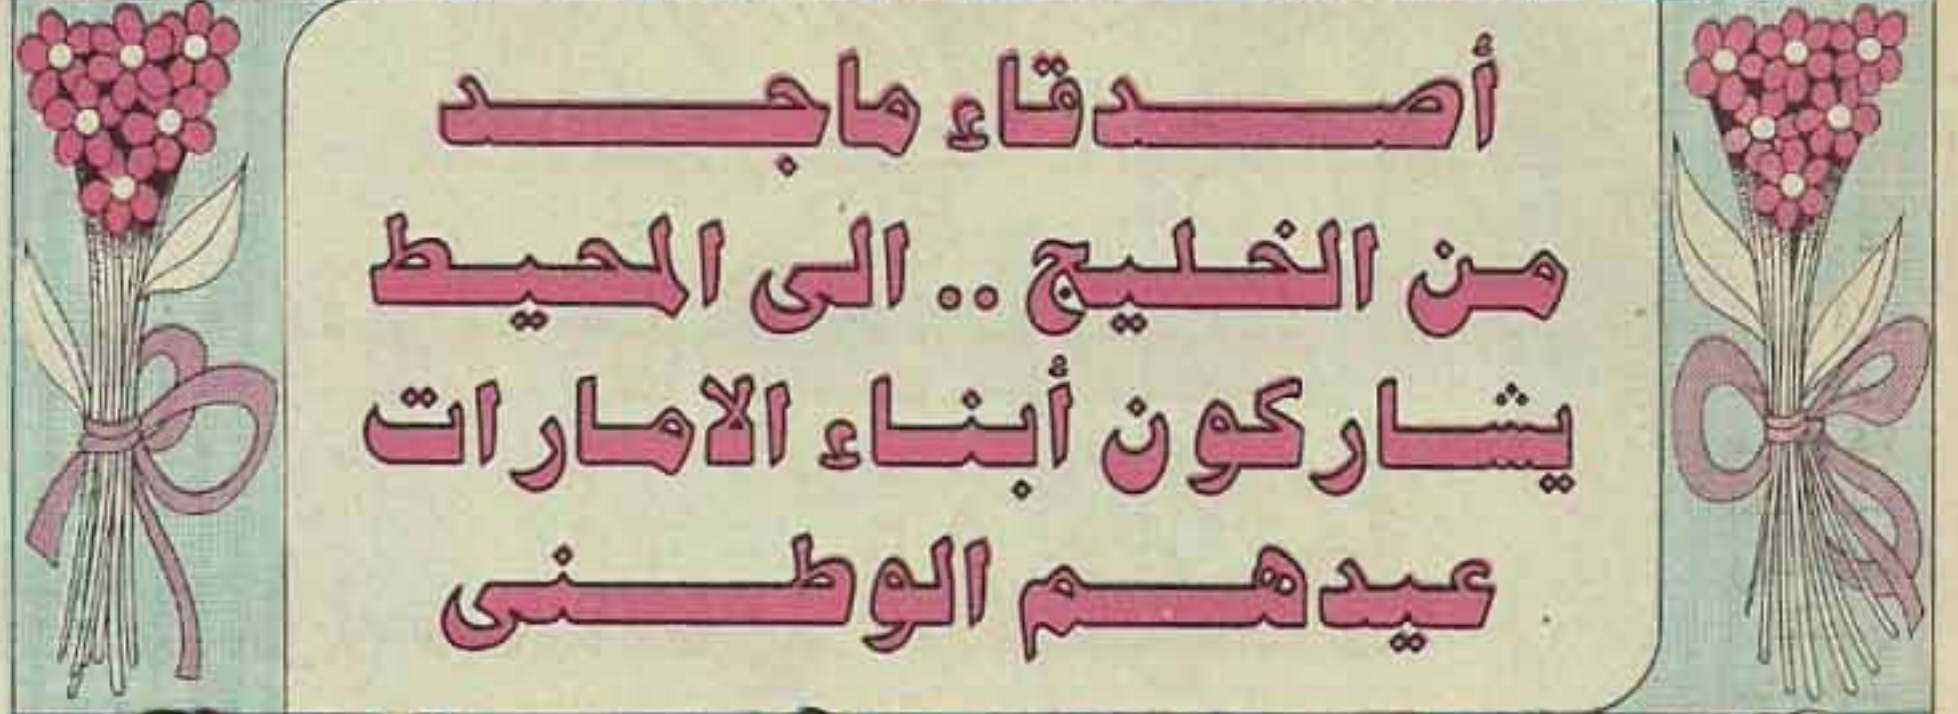 أصدقاء ماجد
من الخليج .. الى المحيط
يشاركون أبناء الامارات
عيدهم الوطنى